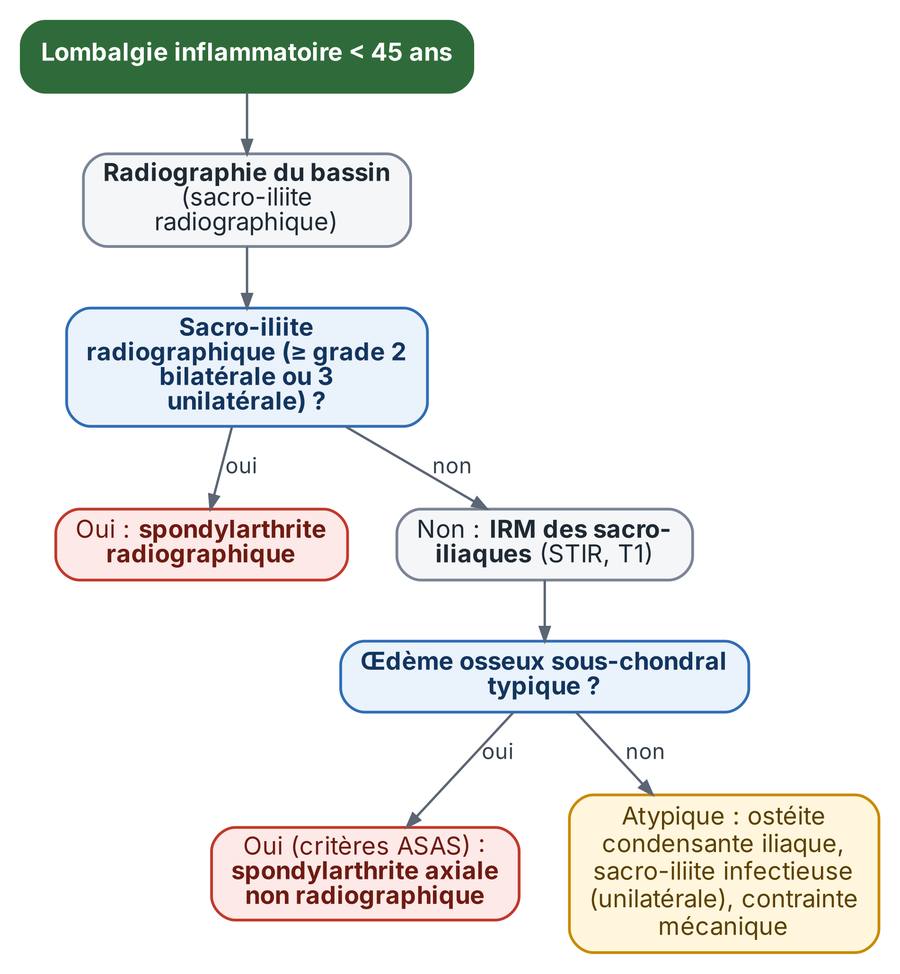 Lombalgie inflammatoire < 45 ans
Radiographie du bassin
(sacro-iliite
radiographique)
Sacro-iliite
radiographique (≥ grade 2
bilatérale ou 3
unilatérale) ?
oui
non
Oui : spondylarthrite
radiographique
Non : IRM des sacro-
iliaques (STIR, T1)
Œdème osseux sous-chondral
typique ?
oui
non
Oui (critères ASAS) :
spondylarthrite axiale
non radiographique
Atypique : ostéite
condensante iliaque,
sacro-iliite infectieuse
(unilatérale), contrainte
mécanique